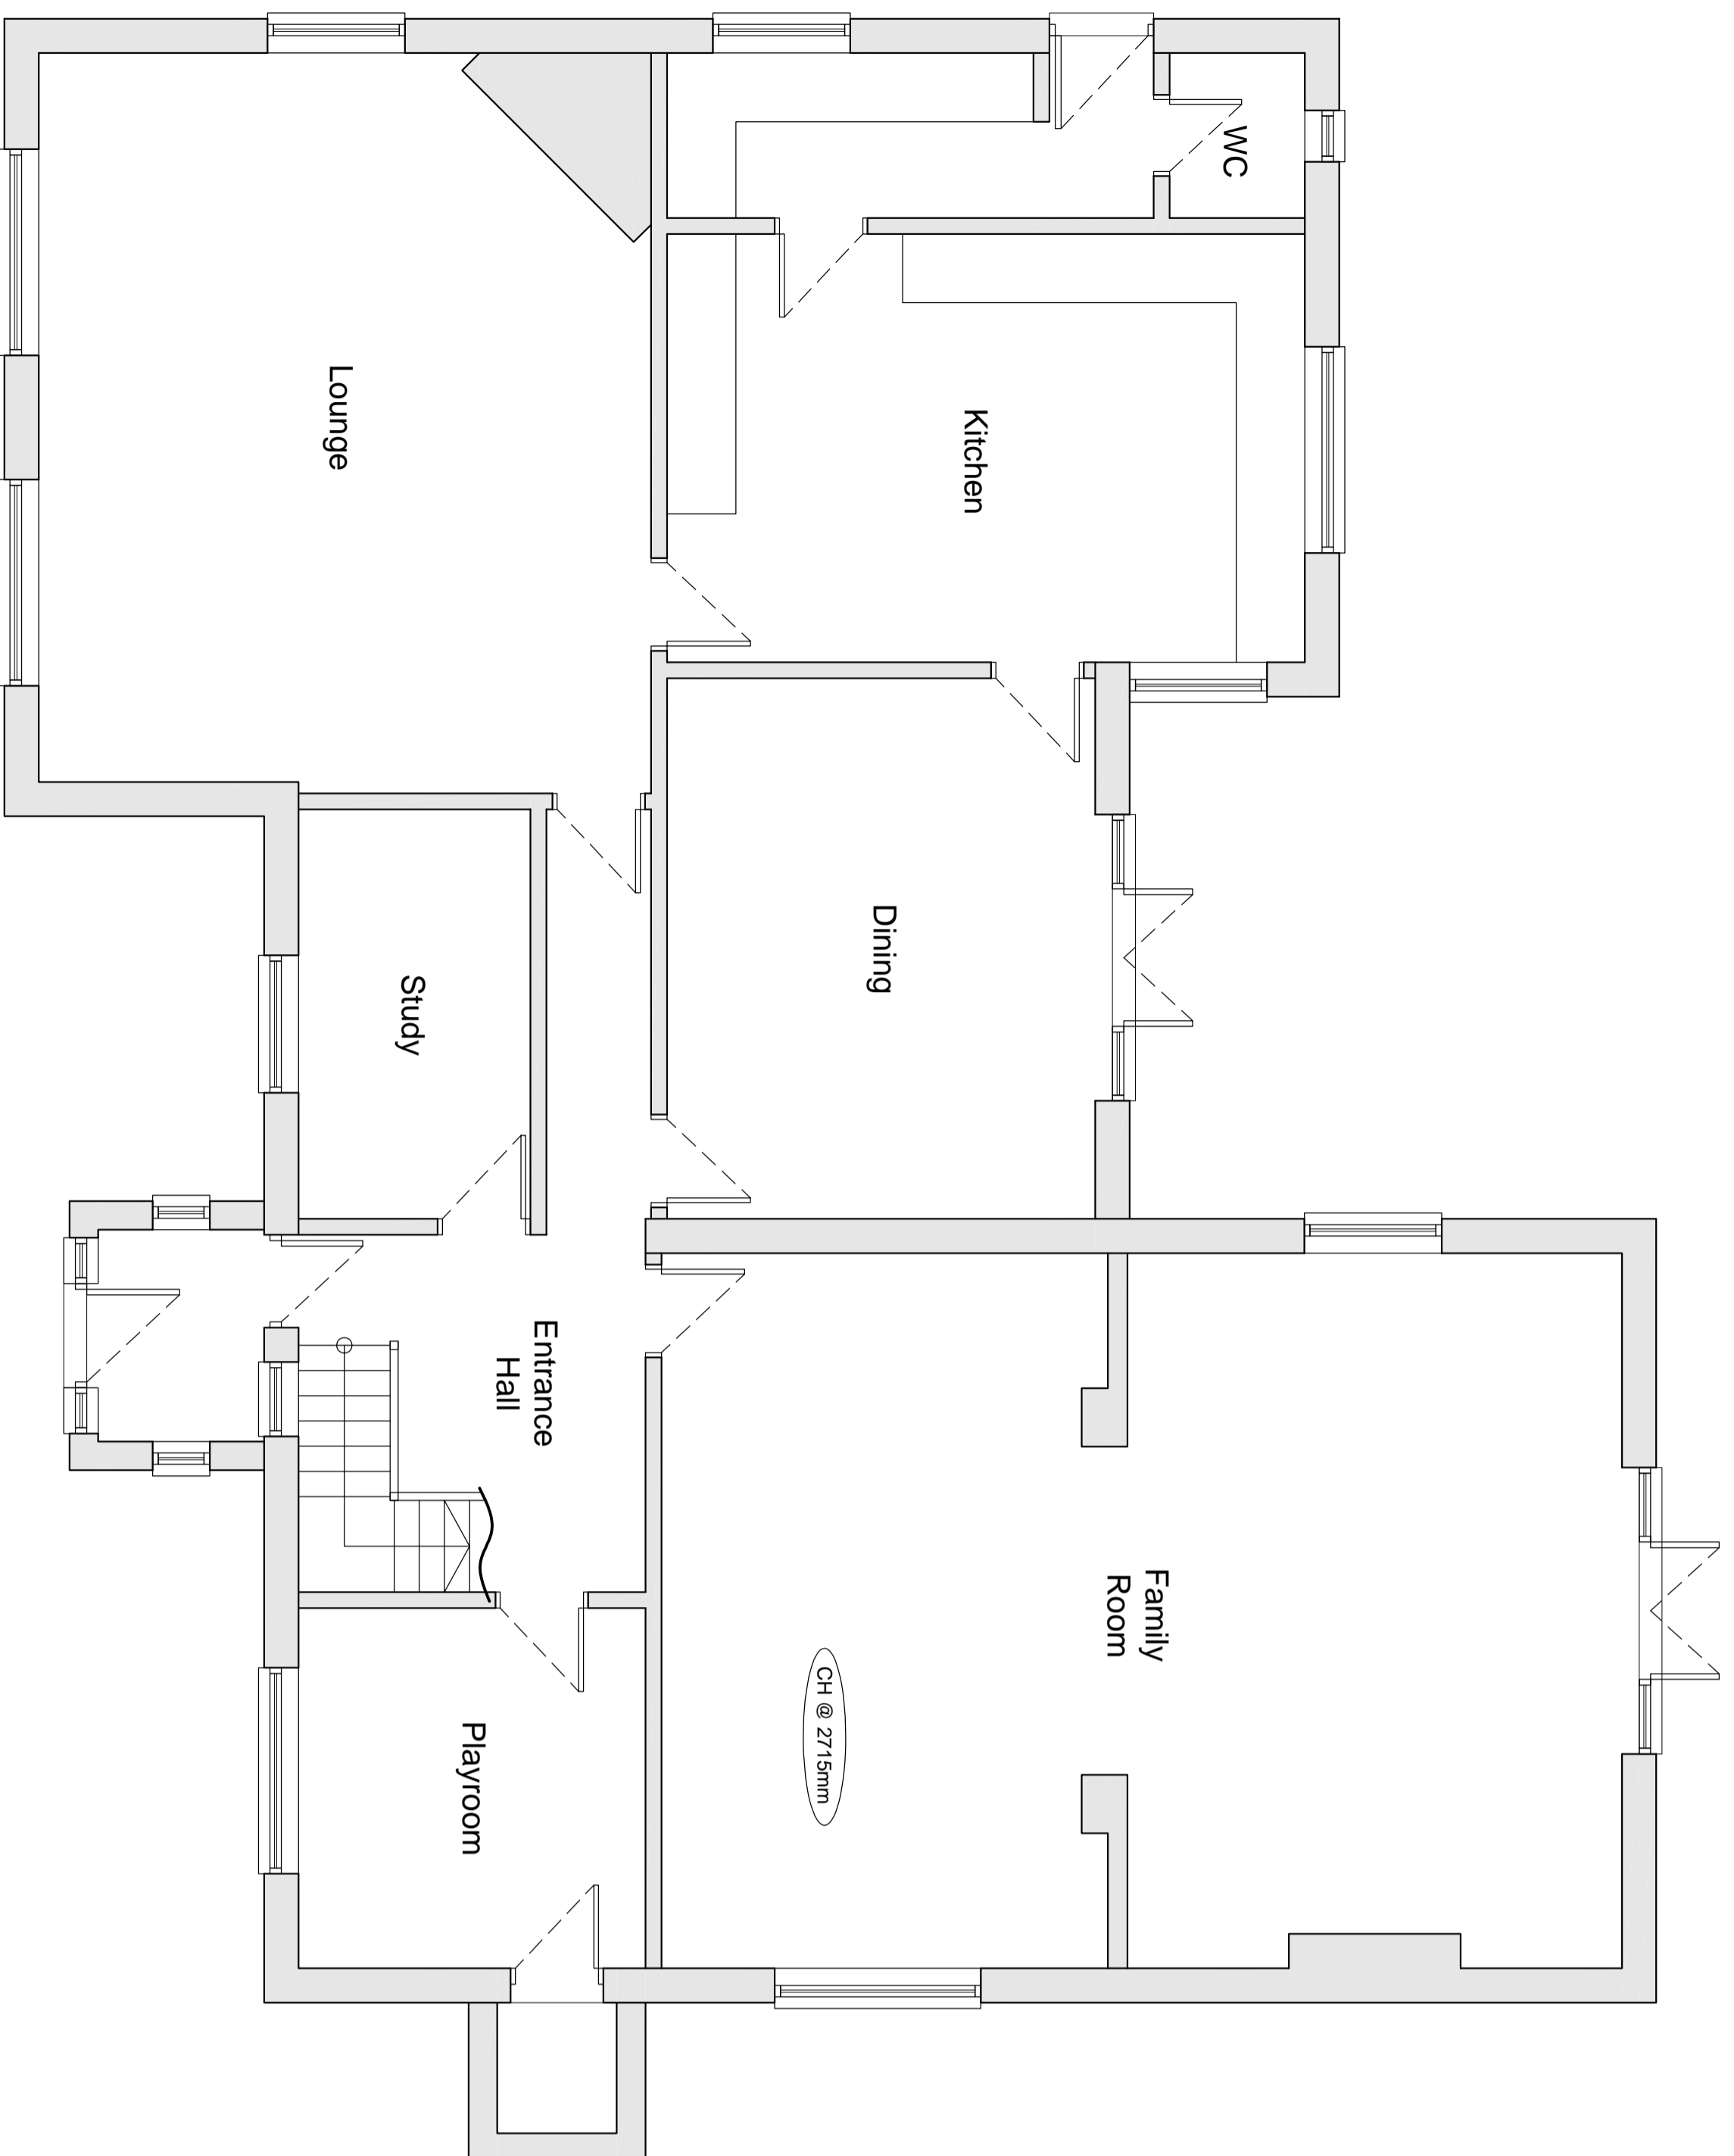 WC
Kitchen
Lounge
Dining
Study
Entrance
Hall
Family
Room
CH @ 2715mm
Playroom